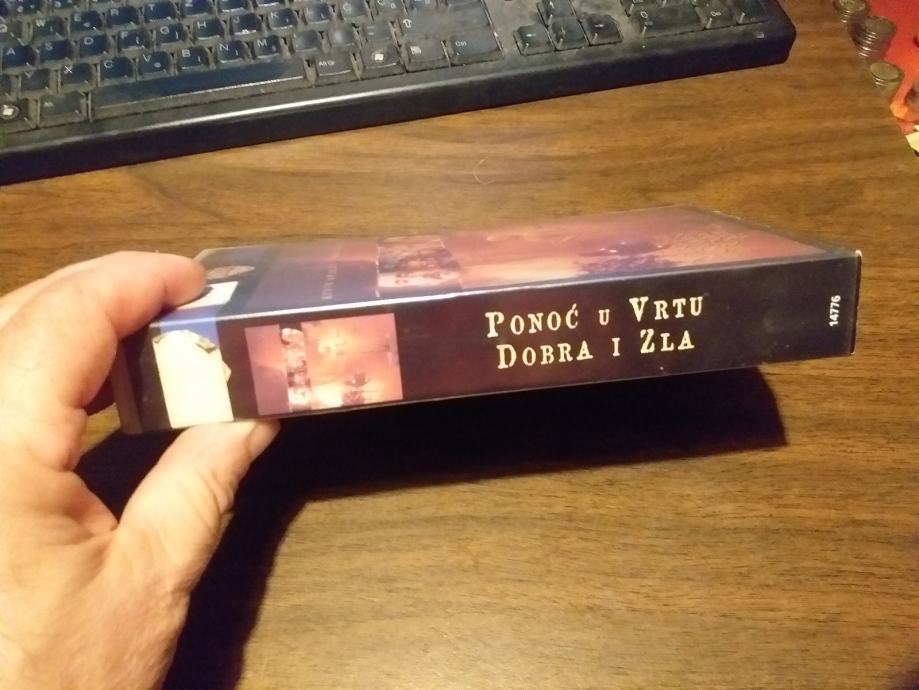 PONOĆ U VRTU
DOBRA I ZLA
14776